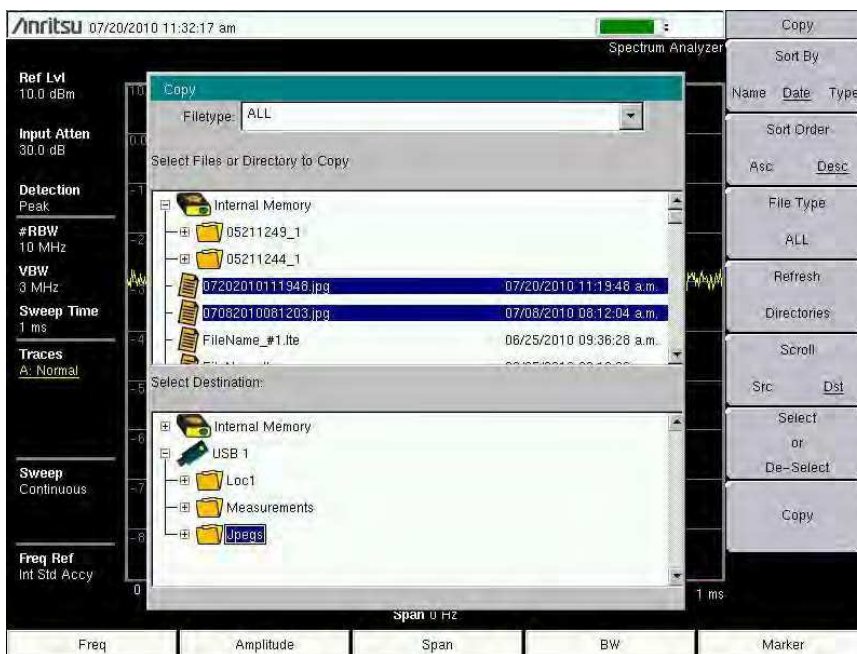 Anritsu 07/20/2010 11:32:17 am
Spectrum Analyzer
Ref Lvl
10.0 dBm
Input Atten
30.0 dB
Detection
Peak
#RBW
10 MHz
VBW
3 MHz
Sweep Time
1 ms
Traces
A: Normal
Sweep
Continuous
Freq Ref
Int Std Accy
Copy
Filetype: ALL
Select Files or Directory to Copy
Internal Memory
05211249_1
05211244_1
07202010111948.jpg 07/20/2010 11:19:48 a.m.
07082010081203.jpg 07/08/2010 08:12:04 a.m.
FileName_#1.lte 06/25/2010 09:36:28 a.m.
Select Destination:
Internal Memory
USB 1
Loc1
Measurements
Jpegs
0
1 ms
Span 0 Hz
Copy
Sort By
Name Date Type
Sort Order
Asc Desc
File Type
ALL
Refresh
Directories
Scroll
Src Dst
Select
or
De-Select
Copy
Freq Amplitude Span BW Marker